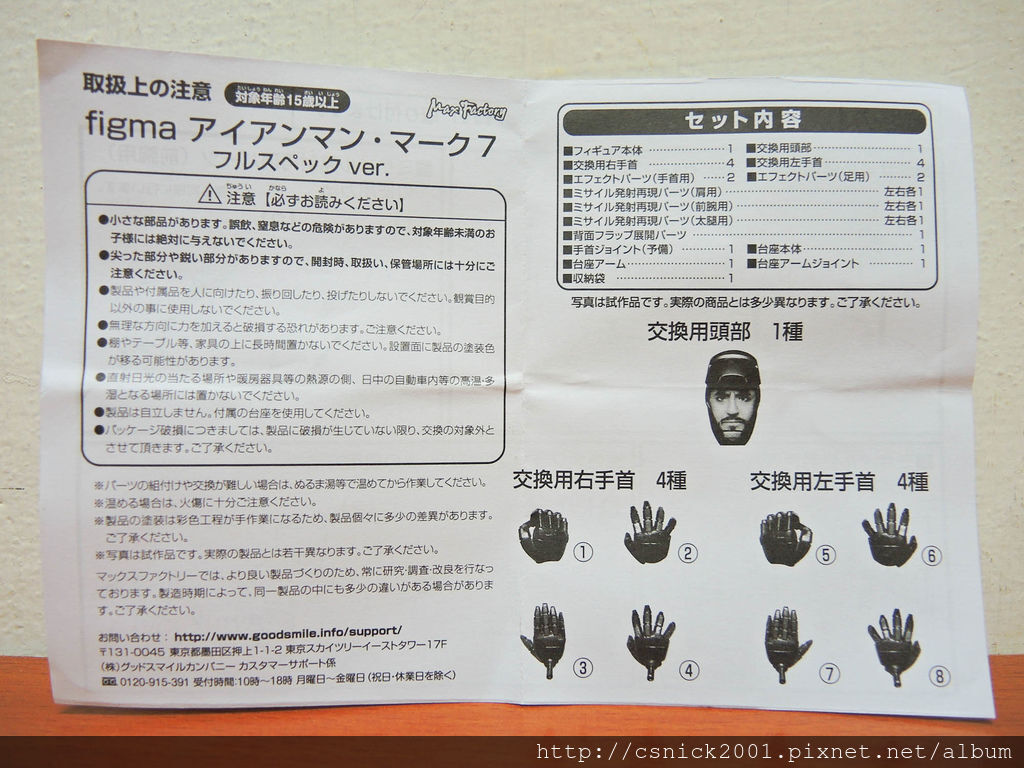 取扱上の注意
たいしょうねんれい さい い じょう
対象年齢15歳以上
Max Factory
figma アイアンマン・マーク7
フルスペック ver.
ちゅうい かなら よ
注意【必ずお読みください】
●小さな部品があります。誤飲、窒息などの危険がありますので、対象年齢未満のお
子様には絶対に与えないでください。
●尖った部分や鋭い部分がありますので、開封時、取扱い、保管場所には十分にご
注意ください。
●製品や付属品を人に向けたり、振り回したり、投げたりしないでください。観賞目的
以外の事に使用しないでください。
●無理な方向に力を加えると破損する恐れがあります。ご注意ください。
●棚やテーブル等、家具の上に長時間置かないでください。設置面に製品の塗装色
が移る可能性があります。
●直射日光の当たる場所や暖房器具等の熱源の側、日中の自動車内等の高温・多
湿となる場所には置かないでください。
●製品は自立しません。付属の台座を使用してください。
●パッケージ破損につきましては、製品に破損が生じていない限り、交換の対象外と
させて頂きます。ご了承ください。
※パーツの組付けや交換が難しい場合は、ぬるま湯等で温めてから作業してください。
※温める場合は、火傷に十分ご注意ください。
※製品の塗装は彩色工程が手作業になるため、製品個々に多少の差異があります。
ご了承ください。
※写真は試作品です。実際の製品とは若干異なります。ご了承ください。
マックスファクトリーでは、より良い製品づくりのため、常に研究・調査・改良を行なっ
ております。製造時期によって、同一製品の中にも多少の違いがある場合がありま
す。ご了承ください。
お問い合わせ：http://www.goodsmile.info/support/
〒131-0045 東京都墨田区押上1-1-2 東京スカイツリーイーストタワー17F
(株)グッドスマイルカンパニー カスタマーサポート係
0120-915-391 受付時間:10時～18時 月曜日～金曜日(祝日・休業日を除く)
セット内容
■フィギュア本体 ………… 1 ■交換用頭部 ………… 1
■交換用右手首 ………… 4 ■交換用左手首 ………… 4
■エフェクトパーツ(手首用) …… 2 ■エフェクトパーツ(足用) …… 2
■ミサイル発射再現パーツ(肩用) ………… 左右各1
■ミサイル発射再現パーツ(前腕用) ………… 左右各1
■ミサイル発射再現パーツ(太腿用) ………… 左右各1
■背面フラップ展開パーツ ………… 1
■手首ジョイント(予備) ………… 1 ■台座本体 ………… 1
■台座アーム ………… 1 ■台座アームジョイント ………… 1
■収納袋 ………… 1
写真は試作品です。実際の商品とは多少異なります。ご了承ください。
交換用頭部 1種
交換用右手首 4種 交換用左手首 4種
① ② ⑤ ⑥
③ ④ ⑦ ⑧
http://csnick2001.pixnet.net/album